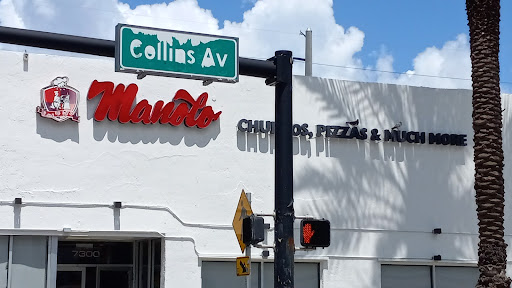 Collins Av
Manolo
CHURROS, PIZZAS & MUCH MORE
7300